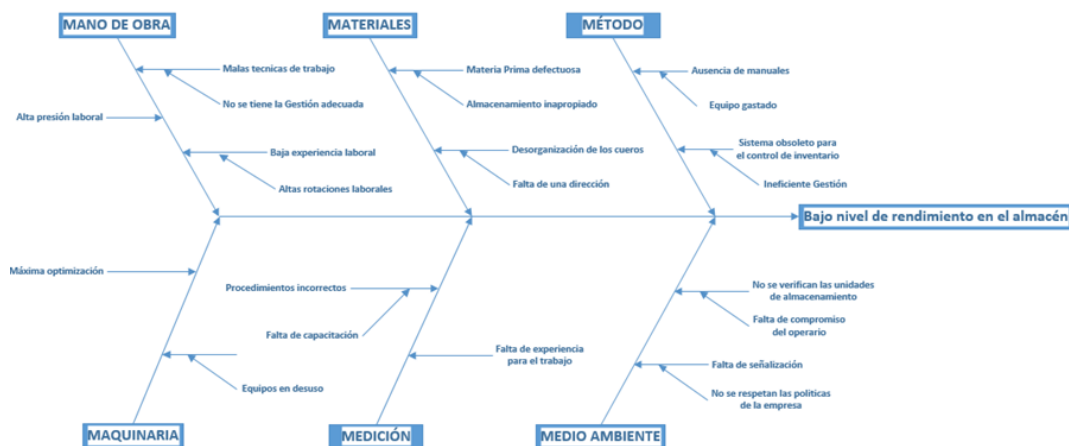 MANO DE OBRA
MATERIALES
MÉTODO
Malas tecnicas de trabajo
No se tiene la Gestión adecuada
Alta presión laboral
Baja experiencia laboral
Altas rotaciones laborales
Materia Prima defectuosa
Almacenamiento inapropiado
Desorganización de los cueros
Falta de una dirección
Ausencia de manuales
Equipo gastado
Sistema obsoleto para
el control de inventario
Ineficiente Gestión
Bajo nivel de rendimiento en el almacén
Máxima optimización
Equipos en desuso
Procedimientos incorrectos
Falta de capacitación
Falta de experiencia
para el trabajo
No se verifican las unidades
de almacenamiento
Falta de compromiso
del operario
Falta de señalización
No se respetan las politicas
de la empresa
MAQUINARIA
MEDICIÓN
MEDIO AMBIENTE